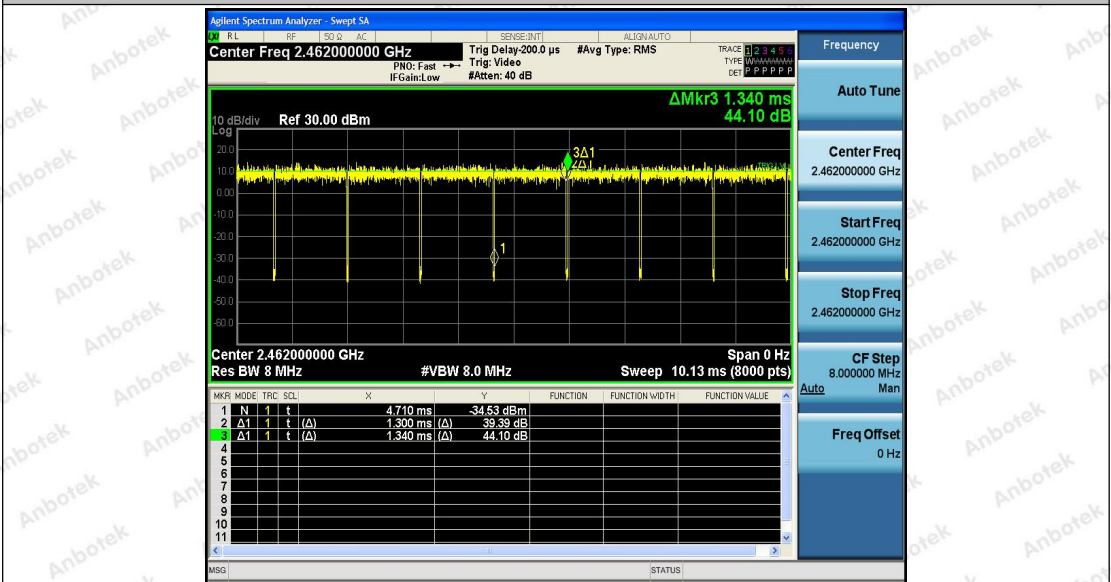 Agilent Spectrum Analyzer - Swept SA
RL RF 50 Ω AC SENSE:INT ALIGNAUTO
Center Freq 2.462000000 GHz
PNO: Fast
IFGain:Low
Trig Delay-200.0 µs
Trig: Video
#Atten: 40 dB
#Avg Type: RMS
TRACE 1 2 3 4 5 6
TYPE
DET P P P P P P
ΔMkr3 1.340 ms
44.10 dB
10 dB/div Ref 30.00 dBm
Log
20.0
10.0
0.00
-10.0
-20.0
-30.0
-40.0
-50.0
-60.0
3Δ1
2Δ1
1
Center 2.462000000 GHz Span 0 Hz
Res BW 8 MHz #VBW 8.0 MHz Sweep 10.13 ms (8000 pts)
MKR MODE TRC SCL X Y FUNCTION FUNCTION WIDTH FUNCTION VALUE
1 N 1 t 4.710 ms -34.53 dBm
2 Δ1 1 t (Δ) 1.300 ms (Δ) 39.39 dB
3 Δ1 1 t (Δ) 1.340 ms (Δ) 44.10 dB
4
5
6
7
8
9
10
11
MSG STATUS
Frequency
Auto Tune
Center Freq
2.462000000 GHz
Start Freq
2.462000000 GHz
Stop Freq
2.462000000 GHz
CF Step
8.000000 MHz
Auto Man
Freq Offset
0 Hz
Anbotek